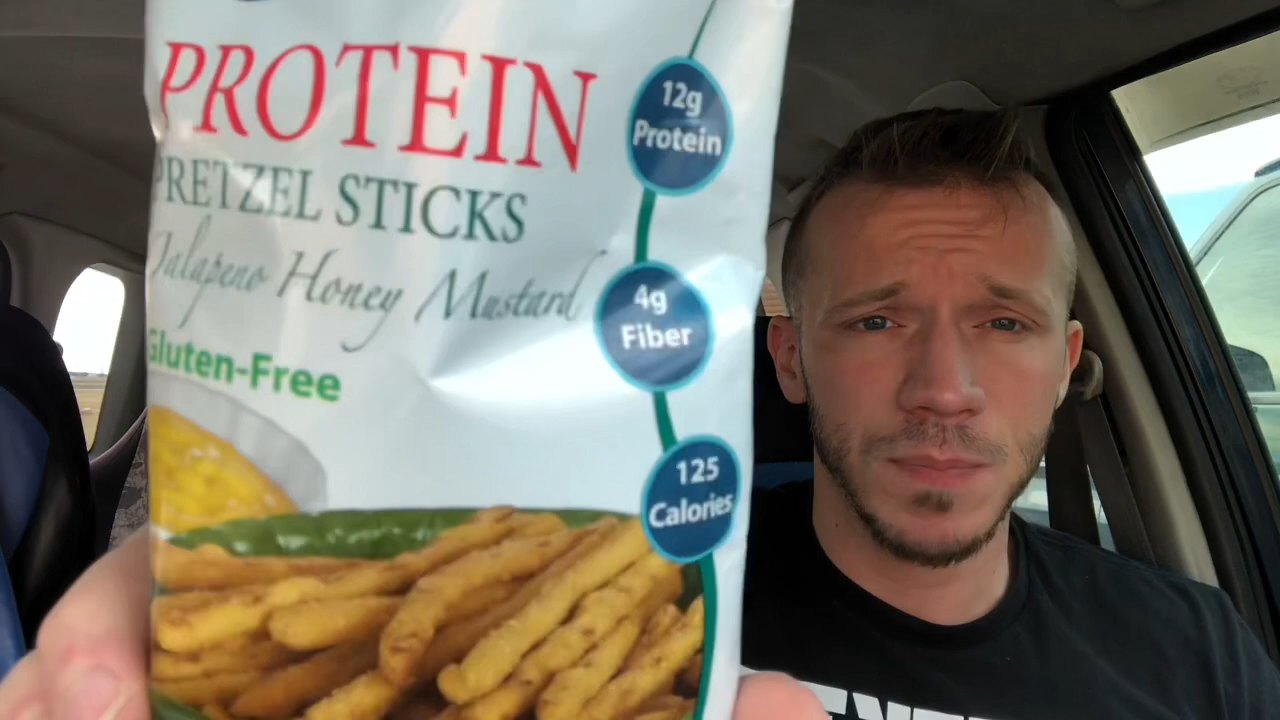 PROTEIN
PRETZEL STICKS
Jalapeno Honey Mustard
Gluten-Free
12g
Protein
4g
Fiber
125
Calories